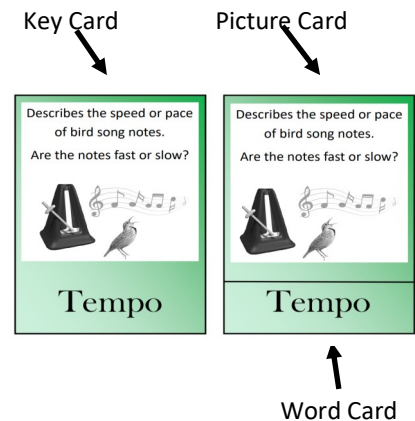 Key Card
Picture Card
Describes the speed or pace
of bird song notes.
Are the notes fast or slow?
Tempo
Describes the speed or pace
of bird song notes.
Are the notes fast or slow?
Tempo
Word Card